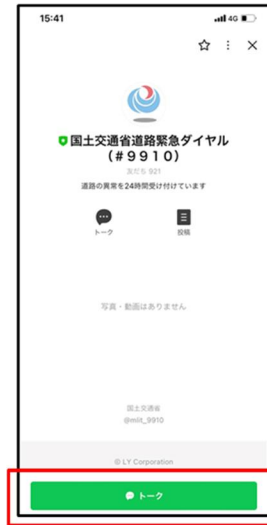 15:41
4G
国土交通省道路緊急ダイヤル
(#9910)
友だち 921
道路の異常を24時間受け付けています
トーク
投稿
写真・動画はありません
国土交通省
@mlit_9910
© LY Corporation
トーク